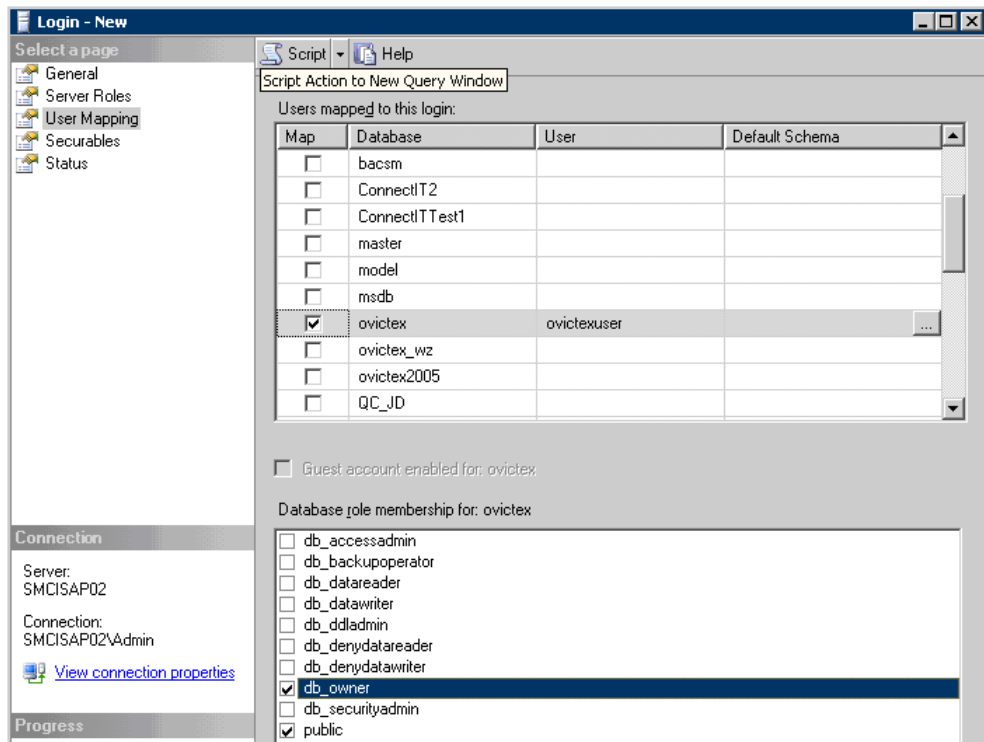 Login - New
Select a page
General
Server Roles
User Mapping
Securables
Status
Script Help
Script Action to New Query Window
Users mapped to this login:
Map Database User Default Schema
bacsm
ConnectIT2
ConnectITTest1
master
model
msdb
ovictex ovictexuser ...
ovictex_wz
ovictex2005
QC_JD
Guest account enabled for: ovictex
Database role membership for: ovictex
db_accessadmin
db_backupoperator
db_datareader
db_datawriter
db_ddladmin
db_denydatareader
db_denydatawriter
db_owner
db_securityadmin
public
Connection
Server:
SMCISAP02
Connection:
SMCISAP02\Admin
View connection properties
Progress